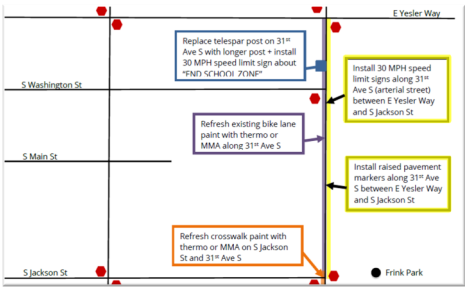 E Yesler Way
Replace telespar post on 31st
Ave S with longer post + install
30 MPH speed limit sign about
"END SCHOOL ZONE"
Install 30 MPH speed
limit signs along 31st
Ave S (arterial street)
between E Yesler Way
and S Jackson St
S Washington St
Refresh existing bike lane
paint with thermo or
MMA along 31st Ave S
S Main St
Install raised pavement
markers along 31st Ave
S between E Yesler Way
and S Jackson St
Refresh crosswalk paint with
thermo or MMA on S Jackson
St and 31st Ave S
S Jackson St
Frink Park